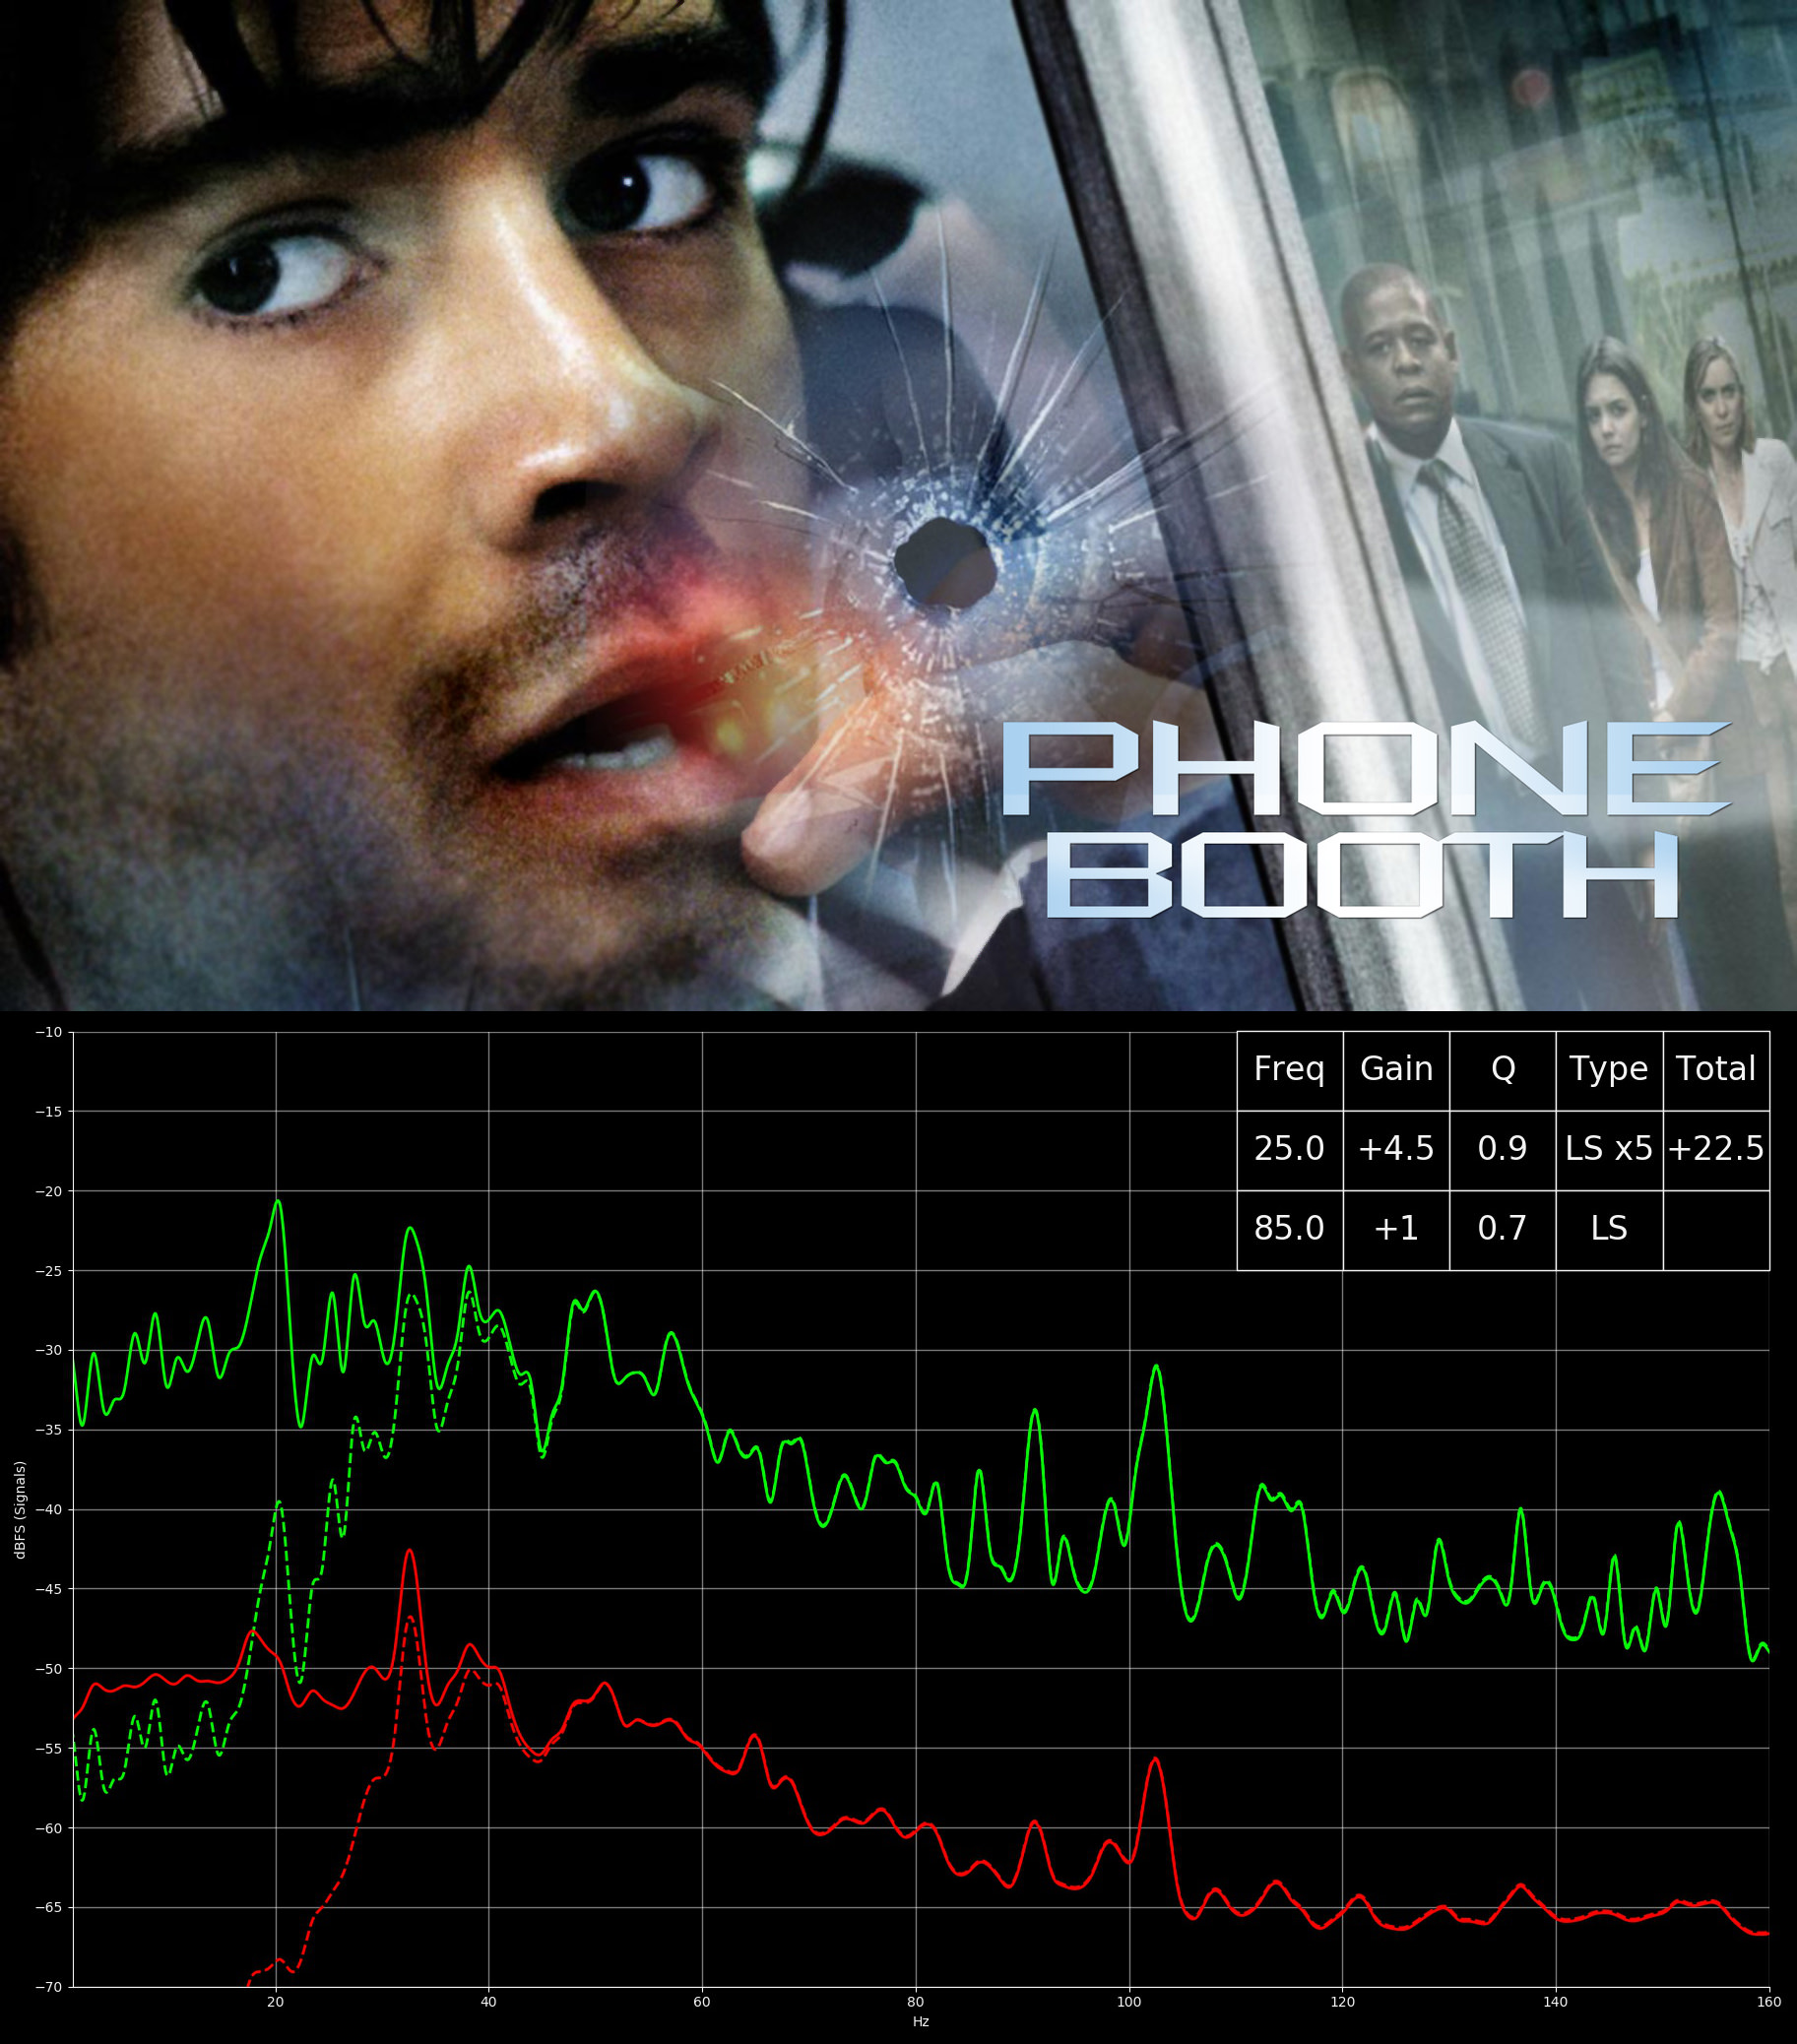 PHONE
BOOTH
Freq Gain Q Type Total
25.0 +4.5 0.9 LS x5 +22.5
85.0 +1 0.7 LS
−10
−15
−20
−25
−30
−35
−40
−45
−50
−55
−60
−65
−70
dBFS (Signals)
20 40 60 80 100 120 140 160
Hz